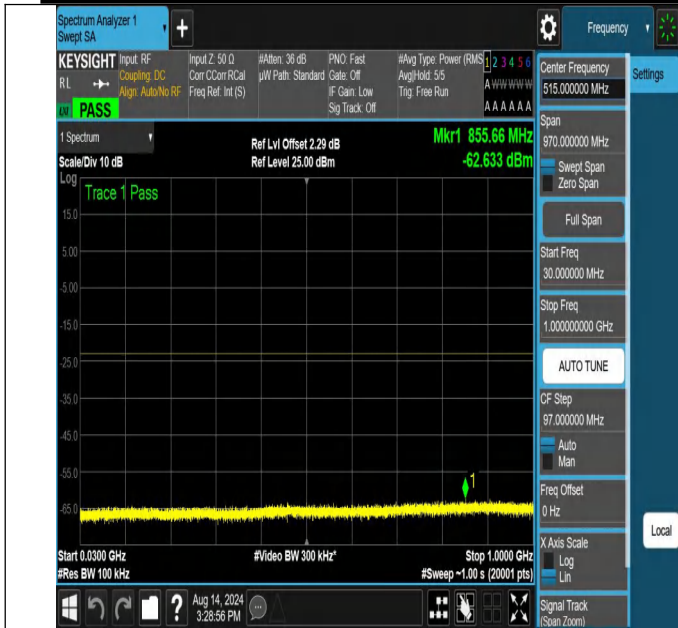 Spectrum Analyzer 1
Swept SA
+
Frequency
KEYSIGHT
Input: RF
Input Z: 50 Ω
#Atten: 36 dB
PNO: Fast
#Avg Type: Power (RMS
1 2 3 4 5 6
RL
Coupling: DC
Corr CCorr RCal
µW Path: Standard
Gate: Off
Avg|Hold: 5/5
A W W W W W
Align: Auto/No RF
Freq Ref: Int (S)
IF Gain: Low
Trig: Free Run
Sig Track: Off
A A A A A A
LXI
PASS
Center Frequency
515.000000 MHz
Settings
1 Spectrum
Ref Lvl Offset 2.29 dB
Mkr1 855.66 MHz
Scale/Div 10 dB
Ref Level 25.00 dBm
-62.633 dBm
Log
Trace 1 Pass
15.0
5.00
-5.00
-15.0
-25.0
-35.0
-45.0
-55.0
-65.0
1
Start 0.0300 GHz
#Video BW 300 kHz*
Stop 1.0000 GHz
#Res BW 100 kHz
#Sweep ~1.00 s (20001 pts)
Span
970.000000 MHz
Swept Span
Zero Span
Full Span
Start Freq
30.000000 MHz
Stop Freq
1.000000000 GHz
AUTO TUNE
CF Step
97.000000 MHz
Auto
Man
Freq Offset
0 Hz
X Axis Scale
Log
Lin
Local
Signal Track
(Span Zoom)
?
Aug 14, 2024
3:28:56 PM